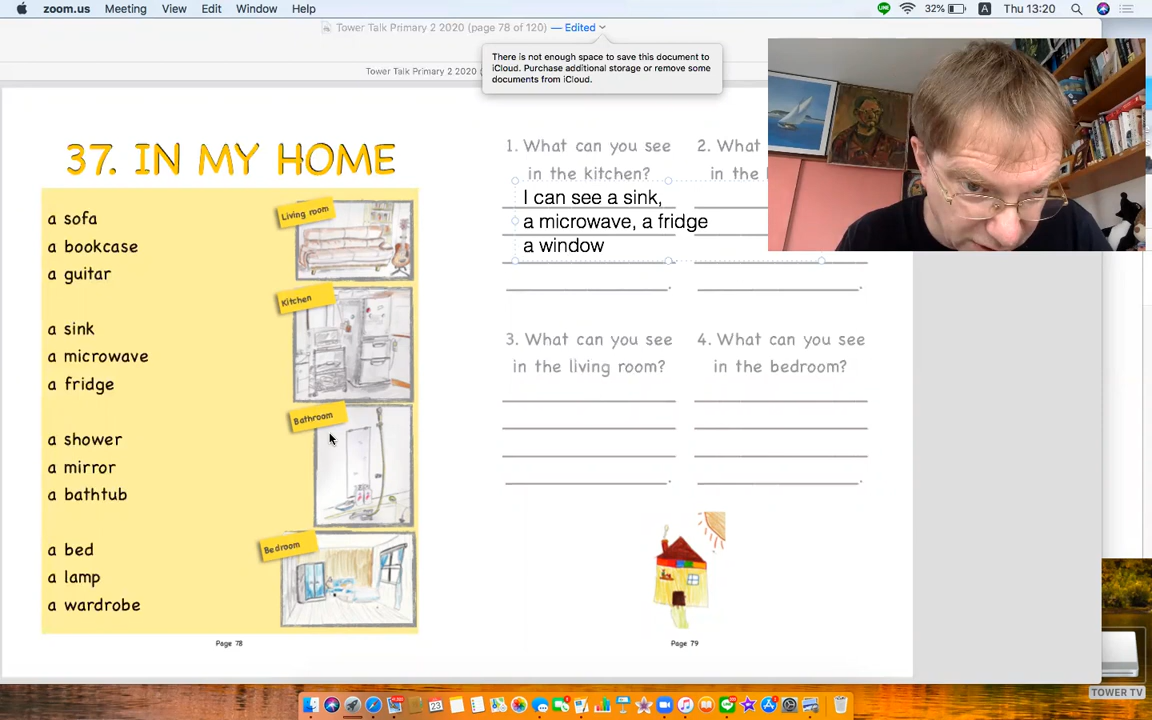 zoom.us Meeting View Edit Window Help
32% A Thu 13:20
Tower Talk Primary 2 2020 (page 78 of 120) — Edited
There is not enough space to save this document to
iCloud. Purchase additional storage or remove some
documents from iCloud.
Tower Talk Primary 2 2020
37. IN MY HOME
a sofa
a bookcase
a guitar
a sink
a microwave
a fridge
a shower
a mirror
a bathtub
a bed
a lamp
a wardrobe
Living room
Kitchen
Bathroom
Bedroom
Page 78
1. What can you see
in the kitchen?
I can see a sink,
a microwave, a fridge
a window
.
2. What
in the
.
3. What can you see
in the living room?
.
4. What can you see
in the bedroom?
.
Page 79
TOWER TV